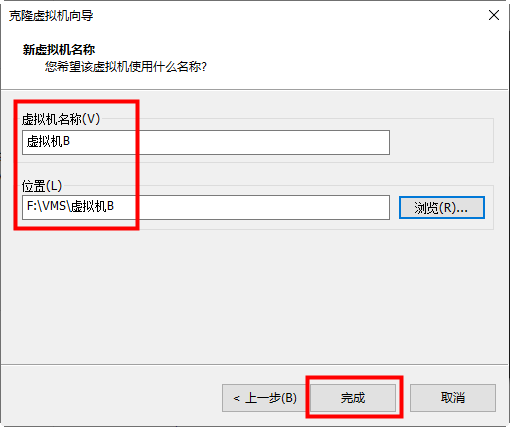 克隆虚拟机向导
新虚拟机名称
您希望该虚拟机使用什么名称?
虚拟机名称(V)
虚拟机B
位置(L)
F:\VMS\虚拟机B
浏览(R)...
< 上一步(B)
完成
取消